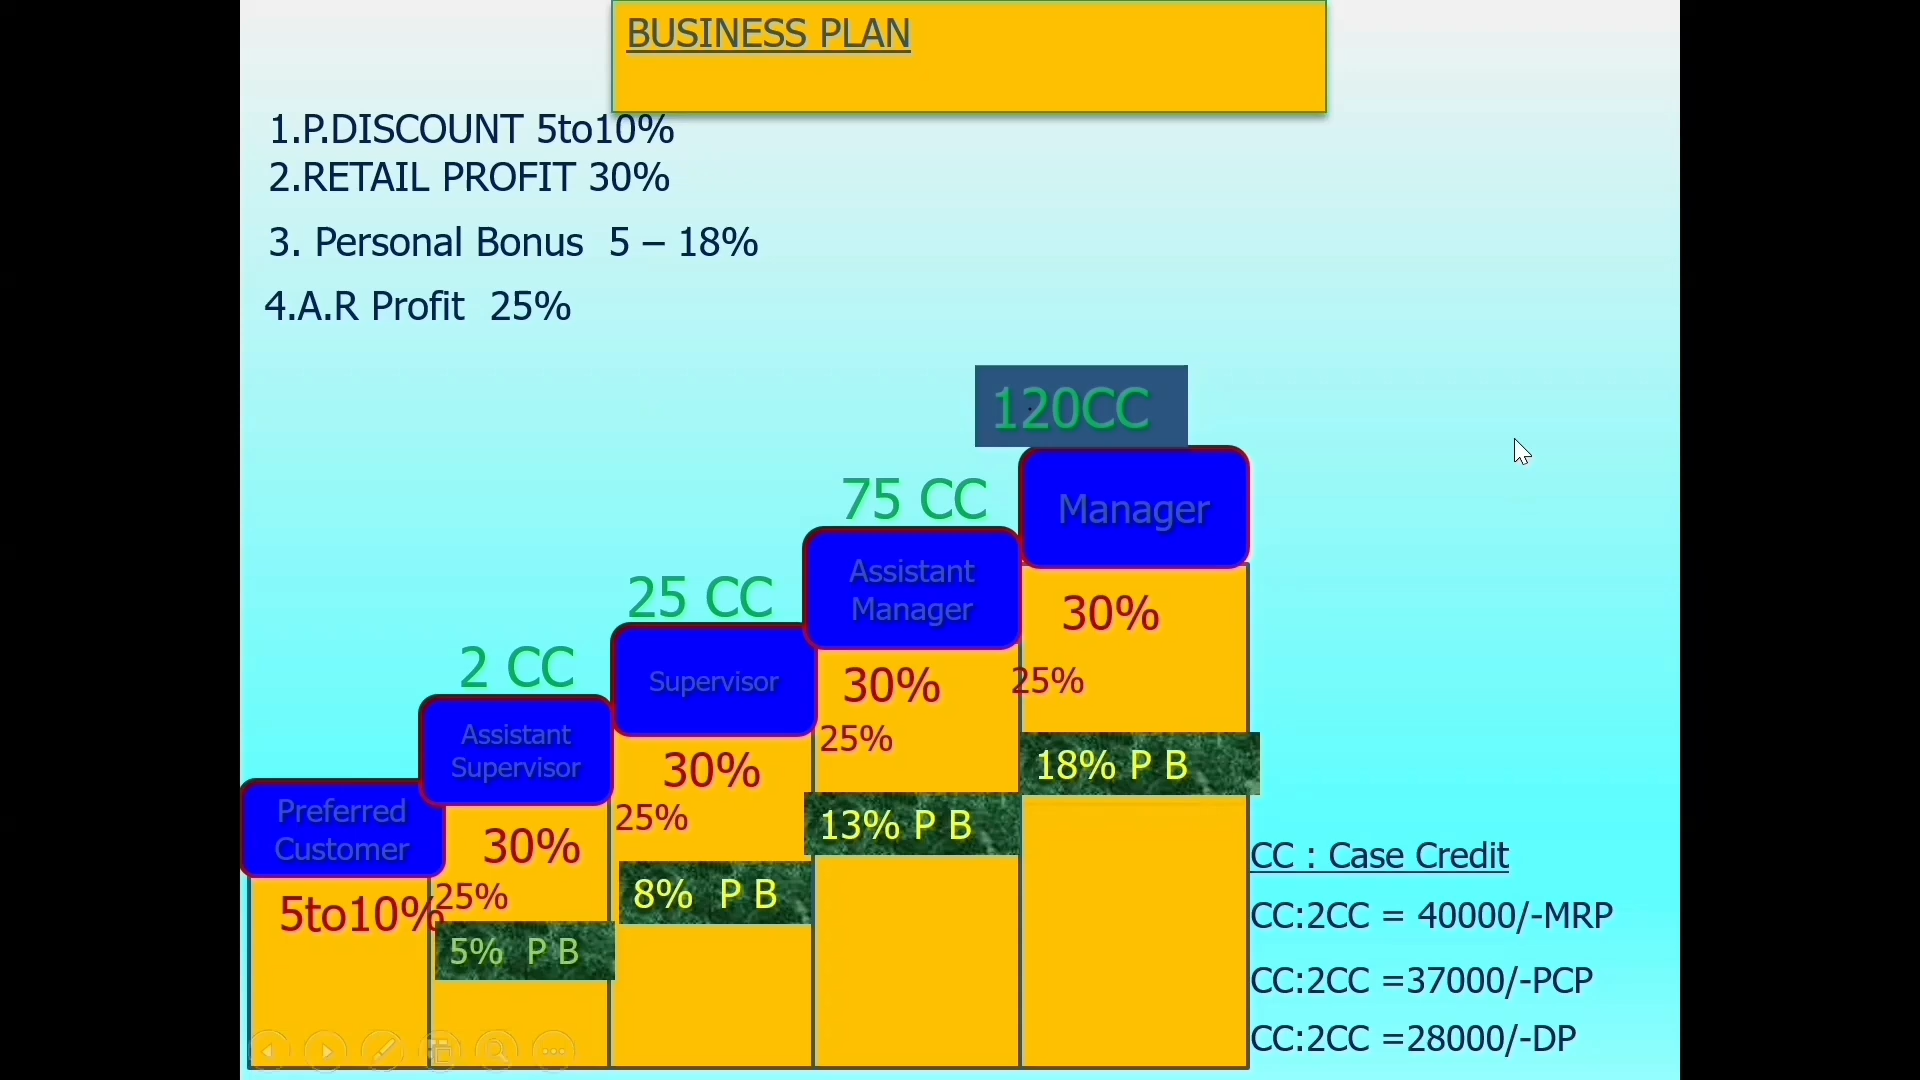 BUSINESS PLAN
1.P.DISCOUNT 5to10%
2.RETAIL PROFIT 30%
3. Personal Bonus 5 – 18%
4.A.R Profit 25%
120CC
Manager
75 CC
Assistant
Manager
30%
25%
18% P B
25 CC
Supervisor
30%
25%
13% P B
2 CC
Assistant
Supervisor
30%
25%
8% P B
Preferred
Customer
30%
25%
5% P B
5to10%
CC : Case Credit
CC:2CC = 40000/-MRP
CC:2CC =37000/-PCP
CC:2CC =28000/-DP